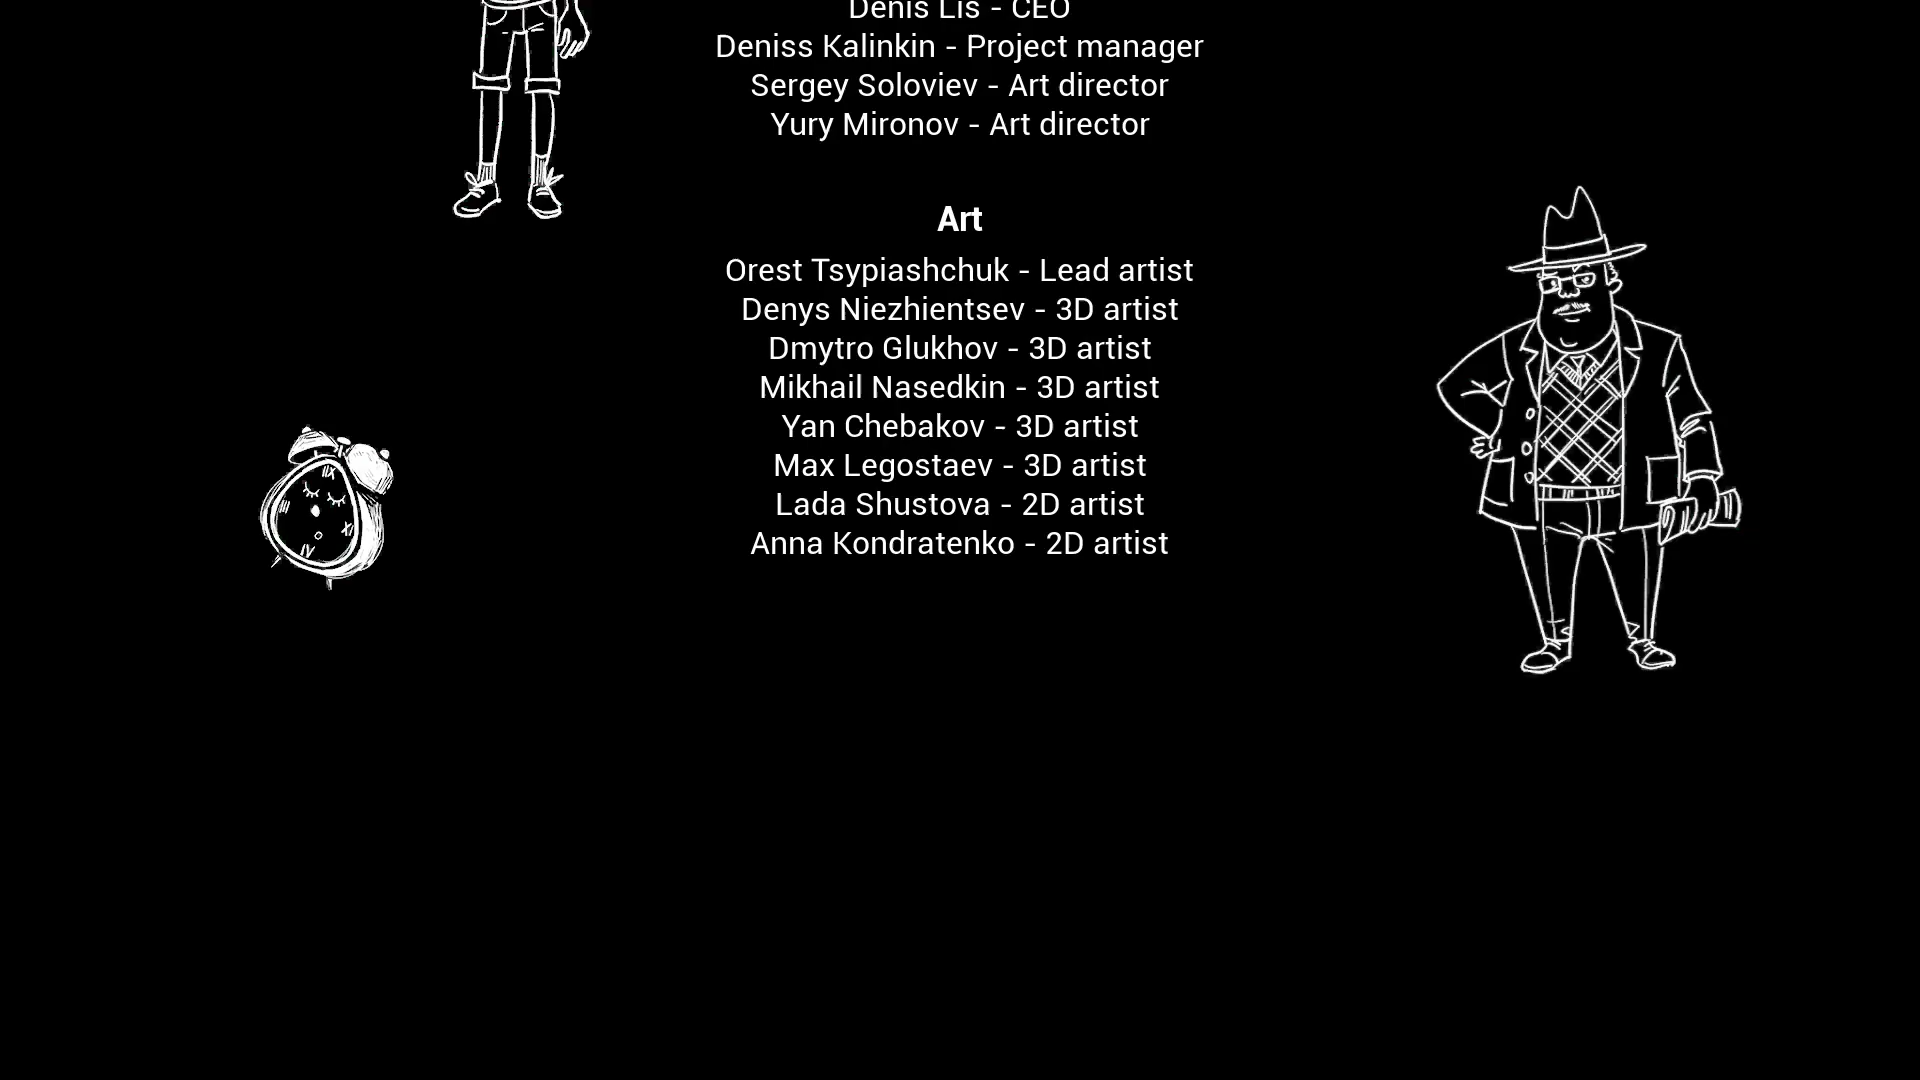 Denis Lis - CEO
Deniss Kalinkin - Project manager
Sergey Soloviev - Art director
Yury Mironov - Art director
Art
Orest Tsypiashchuk - Lead artist
Denys Niezhientsev - 3D artist
Dmytro Glukhov - 3D artist
Mikhail Nasedkin - 3D artist
Yan Chebakov - 3D artist
Max Legostaev - 3D artist
Lada Shustova - 2D artist
Anna Kondratenko - 2D artist